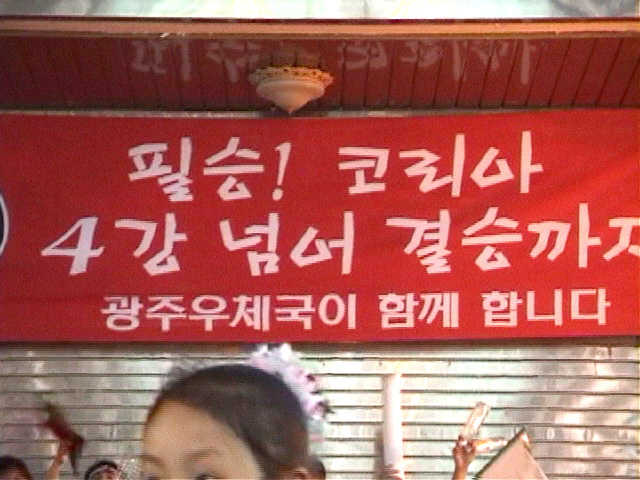 필승! 코리아
4강 넘어 결승까지
광주우체국이 함께 합니다